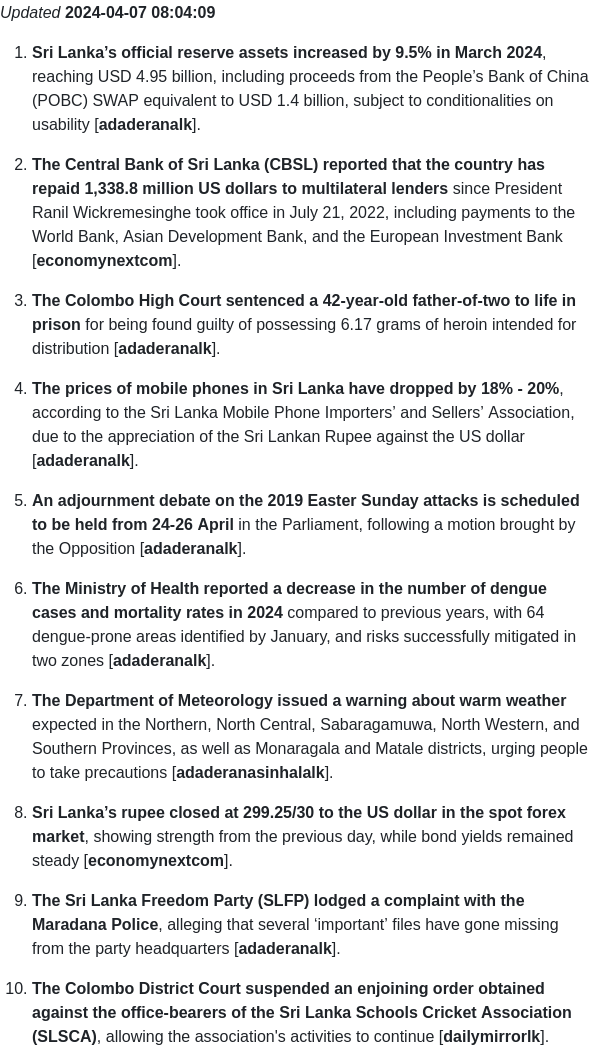 Updated 2024-04-07 08:04:09
1. Sri Lanka's official reserve assets increased by 9.5% in March 2024,
reaching USD 4.95 billion, including proceeds from the People's Bank of China
(POBC) SWAP equivalent to USD 1.4 billion, subject to conditionalities on
usability [adaderanalk].
2. The Central Bank of Sri Lanka (CBSL) reported that the country has
repaid 1,338.8 million US dollars to multilateral lenders since President
Ranil Wickremesinghe took office in July 21, 2022, including payments to the
World Bank, Asian Development Bank, and the European Investment Bank
[economynextcom].
3. The Colombo High Court sentenced a 42-year-old father-of-two to life in
prison for being found guilty of possessing 6.17 grams of heroin intended for
distribution [adaderanalk].
4. The prices of mobile phones in Sri Lanka have dropped by 18% - 20%,
according to the Sri Lanka Mobile Phone Importers' and Sellers' Association,
due to the appreciation of the Sri Lankan Rupee against the US dollar
[adaderanalk].
5. An adjournment debate on the 2019 Easter Sunday attacks is scheduled
to be held from 24-26 April in the Parliament, following a motion brought by
the Opposition [adaderanalk].
6. The Ministry of Health reported a decrease in the number of dengue
cases and mortality rates in 2024 compared to previous years, with 64
dengue-prone areas identified by January, and risks successfully mitigated in
two zones [adaderanalk].
7. The Department of Meteorology issued a warning about warm weather
expected in the Northern, North Central, Sabaragamuwa, North Western, and
Southern Provinces, as well as Monaragala and Matale districts, urging people
to take precautions [adaderanasinhalalk].
8. Sri Lanka's rupee closed at 299.25/30 to the US dollar in the spot forex
market, showing strength from the previous day, while bond yields remained
steady [economynextcom].
9. The Sri Lanka Freedom Party (SLFP) lodged a complaint with the
Maradana Police, alleging that several 'important' files have gone missing
from the party headquarters [adaderanalk].
10. The Colombo District Court suspended an enjoining order obtained
against the office-bearers of the Sri Lanka Schools Cricket Association
(SLSCA), allowing the association's activities to continue [dailymirrorlk].